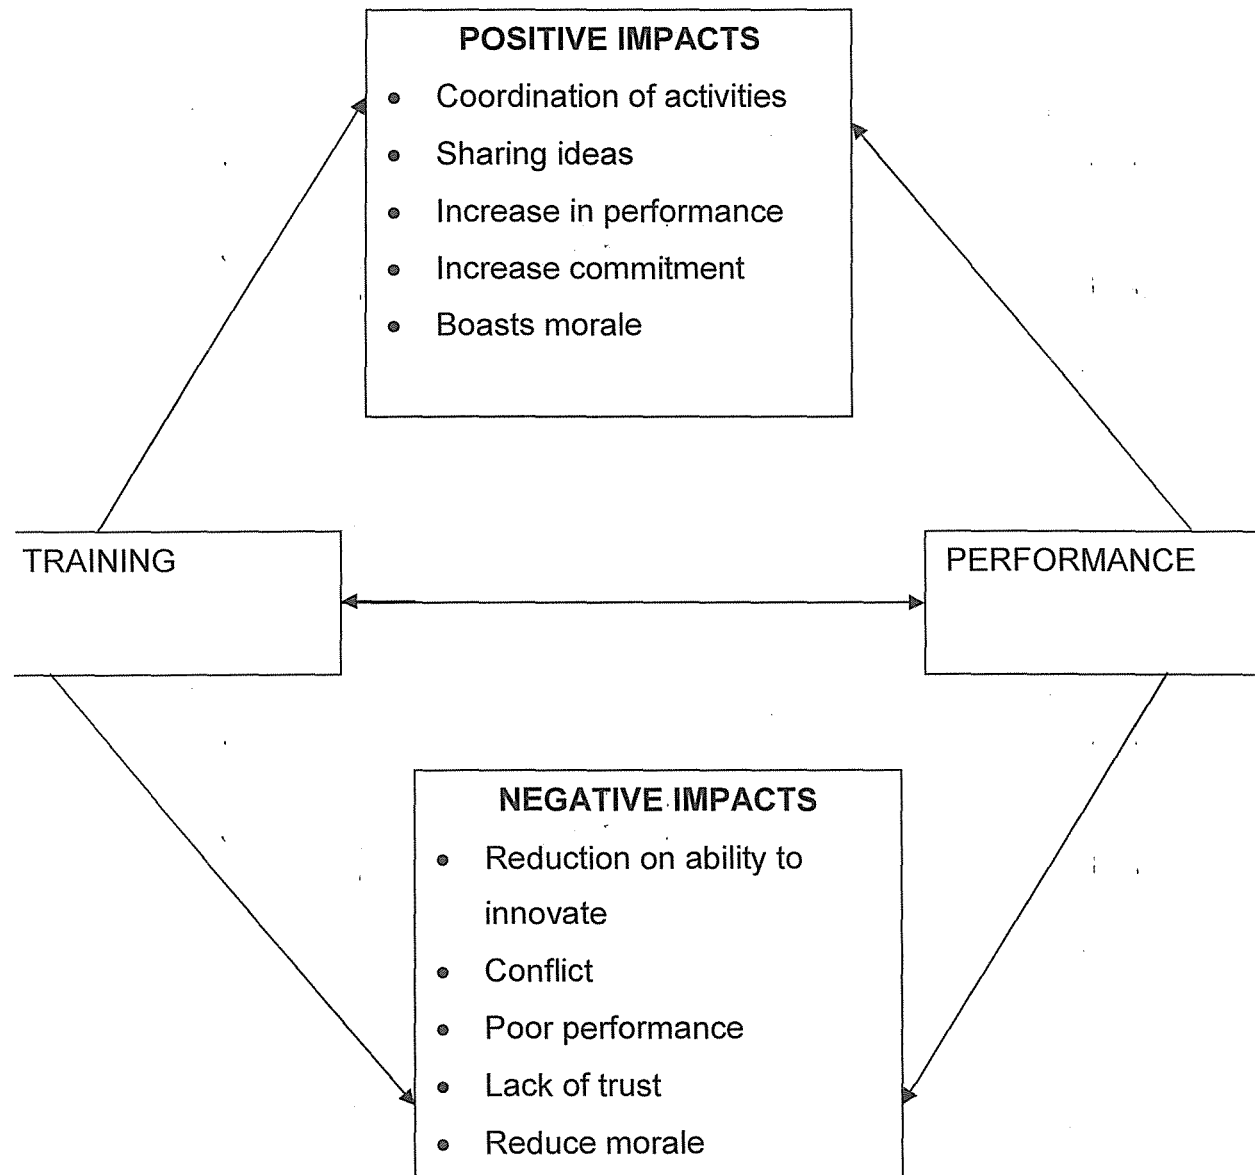 POSITIVE IMPACTS
• Coordination of activities
• Sharing ideas
• Increase in performance
• Increase commitment
• Boasts morale
TRAINING
PERFORMANCE
NEGATIVE IMPACTS
• Reduction on ability to
innovate
• Conflict
• Poor performance
• Lack of trust
• Reduce morale